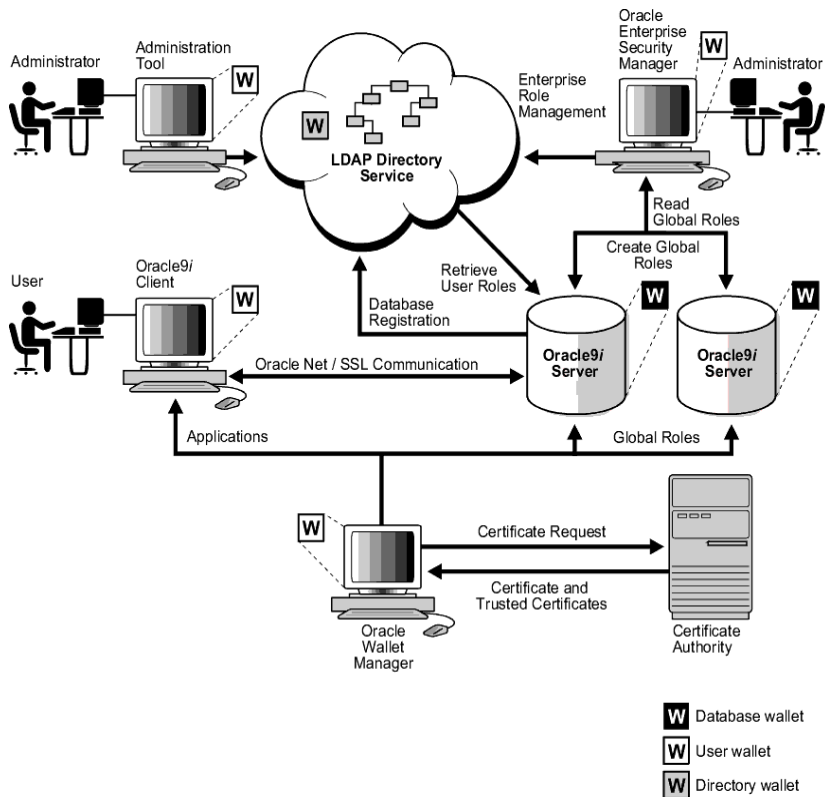 Administrator
Administration
Tool
W
W
LDAP Directory
Service
Enterprise
Role
Management
Oracle
Enterprise
Security
Manager
W
Administrator
Read
Global Roles
Create Global
Roles
Retrieve
User Roles
Database
Registration
User
Oracle9i
Client
W
Oracle Net / SSL Communication
Oracle9i
Server
W
Oracle9i
Server
W
Applications
Global Roles
W
Oracle
Wallet
Manager
Certificate Request
Certificate and
Trusted Certificates
Certificate
Authority
W Database wallet
W User wallet
W Directory wallet